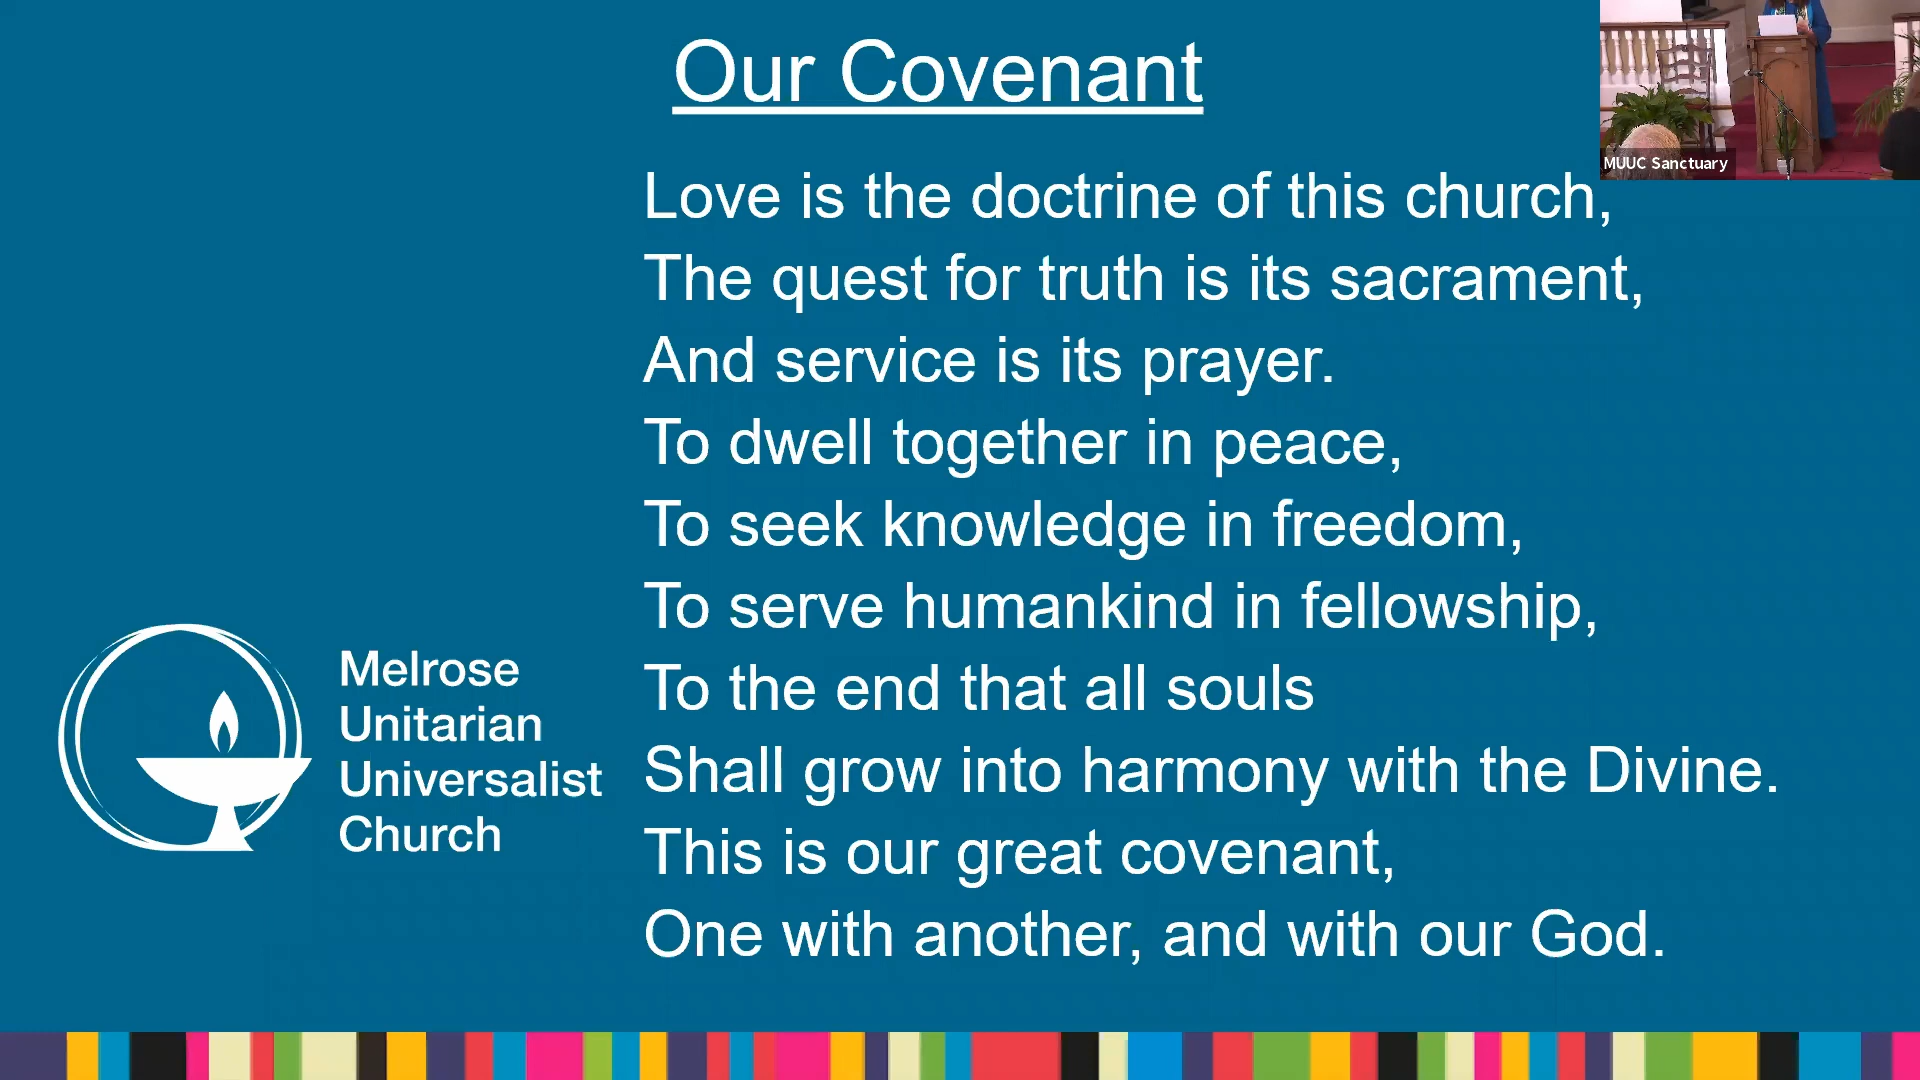 Our Covenant
MUUC Sanctuary
Love is the doctrine of this church,
The quest for truth is its sacrament,
And service is its prayer.
To dwell together in peace,
To seek knowledge in freedom,
To serve humankind in fellowship,
To the end that all souls
Shall grow into harmony with the Divine.
This is our great covenant,
One with another, and with our God.
Melrose
Unitarian
Universalist
Church